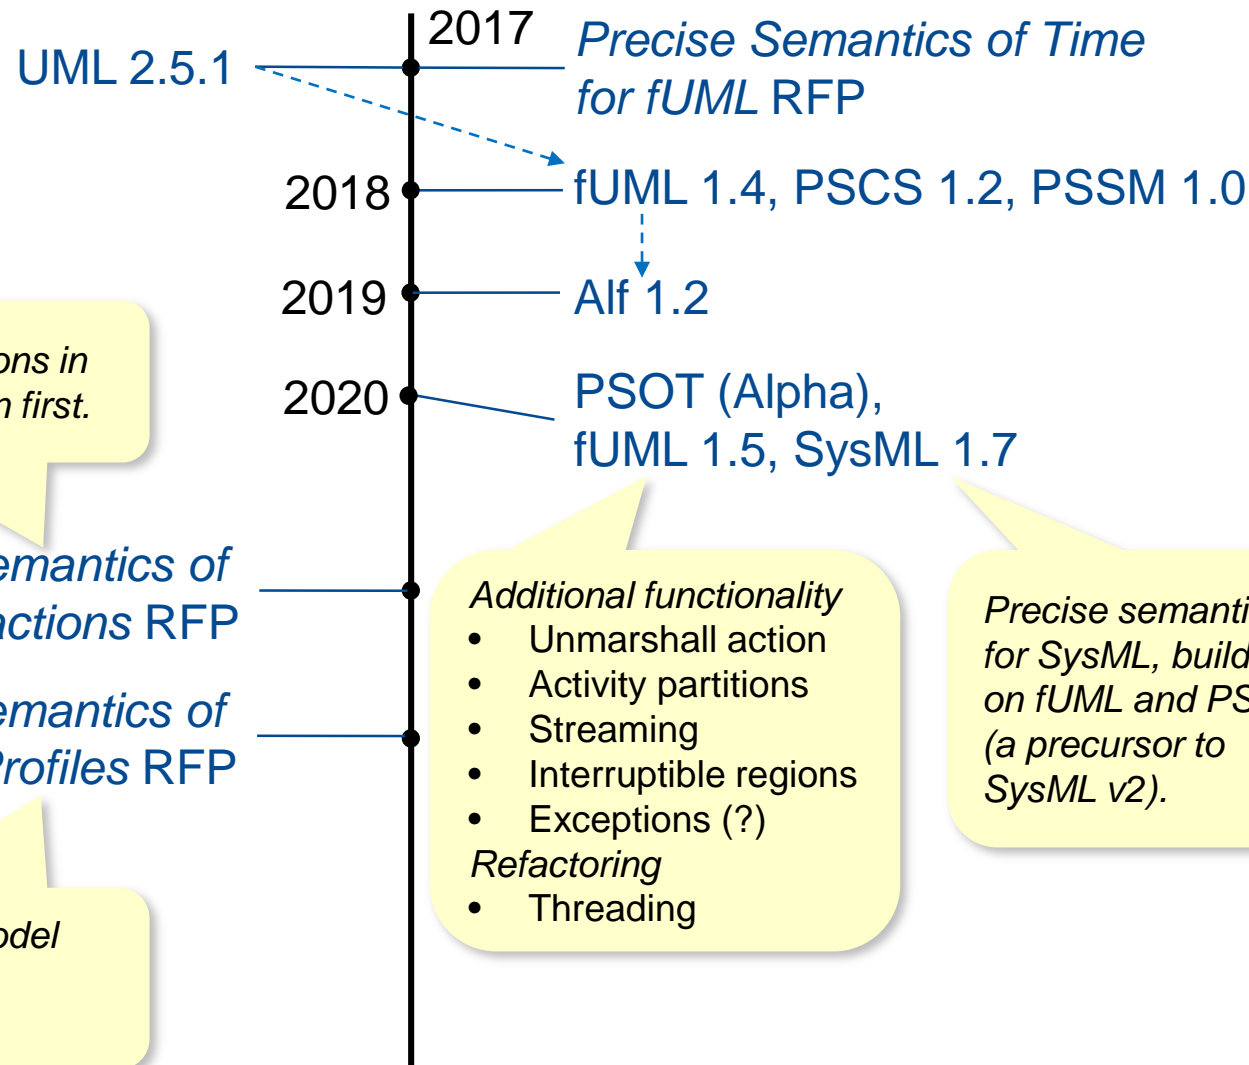 2017
UML 2.5.1
Precise Semantics of Time
for fUML RFP
2018
fUML 1.4, PSCS 1.2, PSSM 1.0
2019
Alf 1.2
2020
PSOT (Alpha),
fUML 1.5, SysML 1.7
ons in
n first.
emantics of
actions RFP
emantics of
Profiles RFP
odel
Additional functionality
• Unmarshall action
• Activity partitions
• Streaming
• Interruptible regions
• Exceptions (?)
Refactoring
• Threading
Precise semanti
for SysML, build
on fUML and PS
(a precursor to
SysML v2).